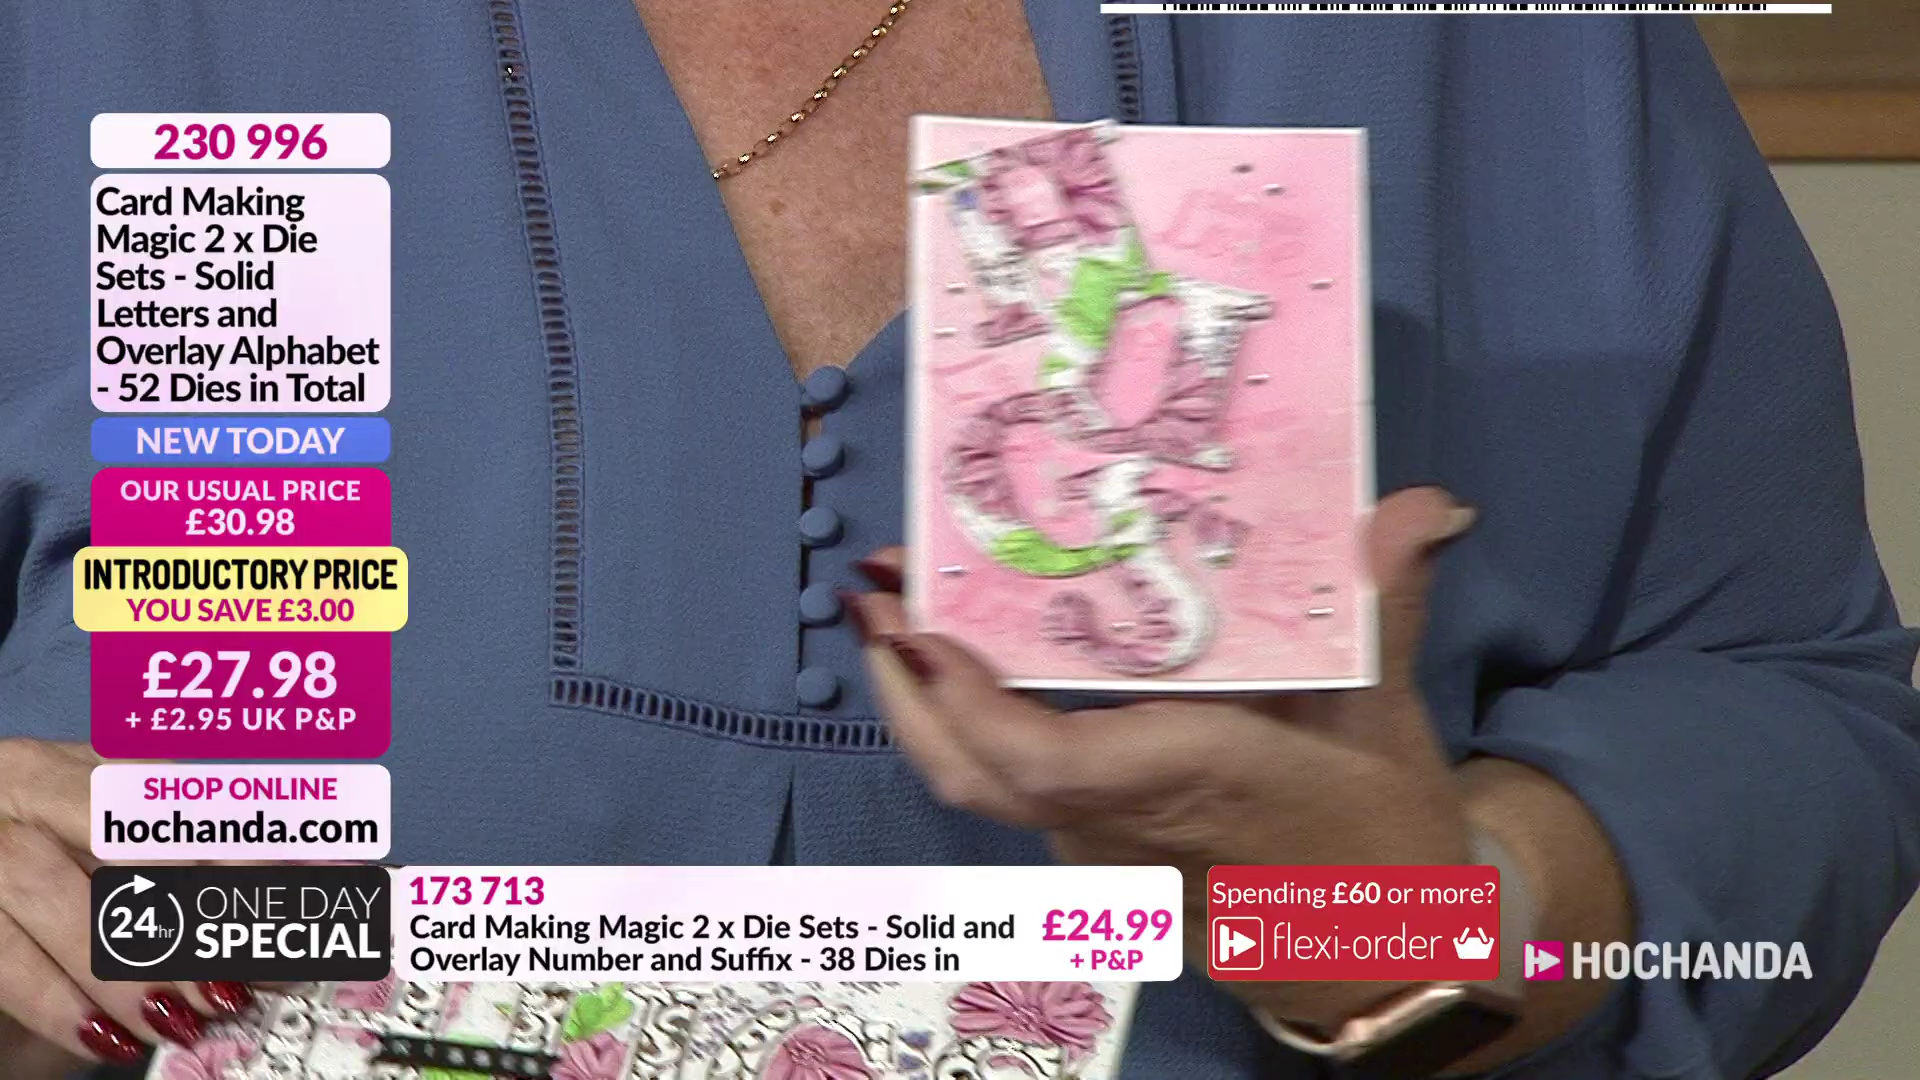 230 996
Card Making
Magic 2 x Die
Sets - Solid
Letters and
Overlay Alphabet
- 52 Dies in Total
NEW TODAY
OUR USUAL PRICE
£30.98
INTRODUCTORY PRICE
YOU SAVE £3.00
£27.98
+ £2.95 UK P&P
SHOP ONLINE
hochanda.com
24hr
ONE DAY
SPECIAL
173 713
Card Making Magic 2 x Die Sets - Solid and
Overlay Number and Suffix - 38 Dies in
£24.99
+ P&P
Spending £60 or more?
flexi-order
HOCHANDA